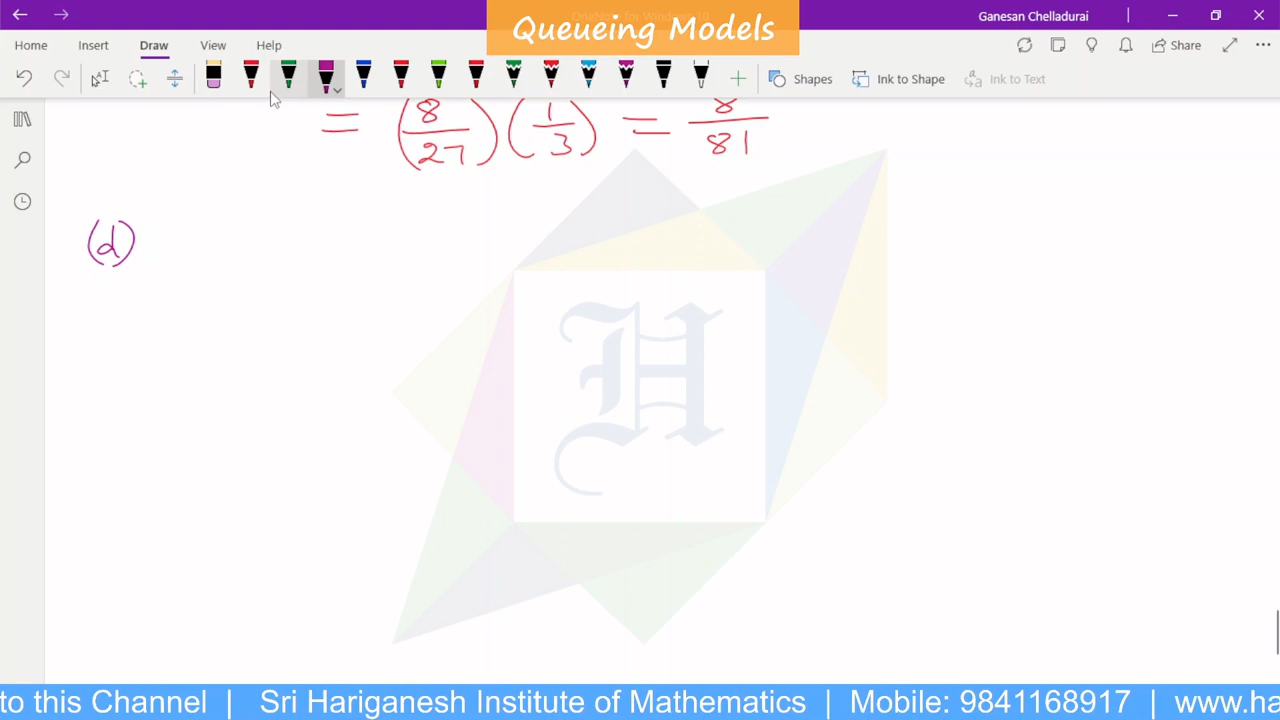 Queueing Models
Ganesan Chelladurai
Home Insert Draw View Help
Share
Shapes Ink to Shape Ink to Text
= (8/27) (1/3) = 8/81
(d)
H
to this Channel | Sri Hariganesh Institute of Mathematics | Mobile: 9841168917 | www.ha